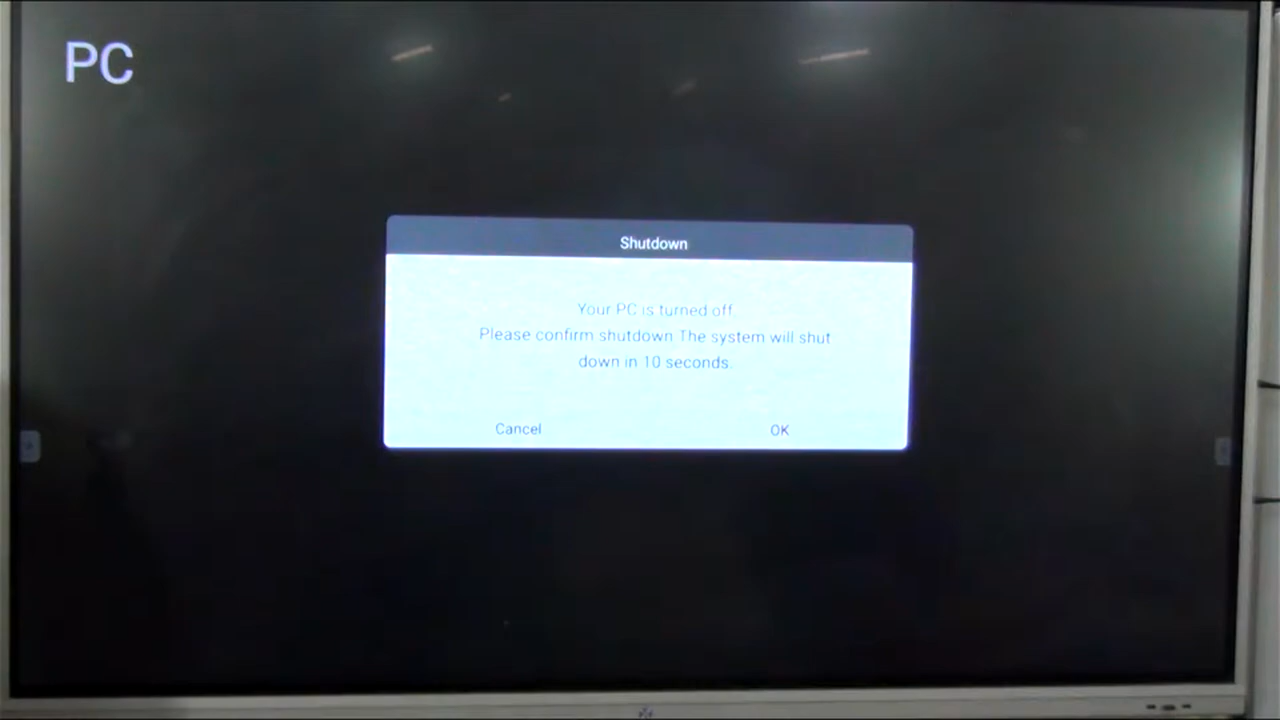 PC
Shutdown
Your PC is turned off.
Please confirm shutdown The system will shut
down in 10 seconds.
Cancel
OK